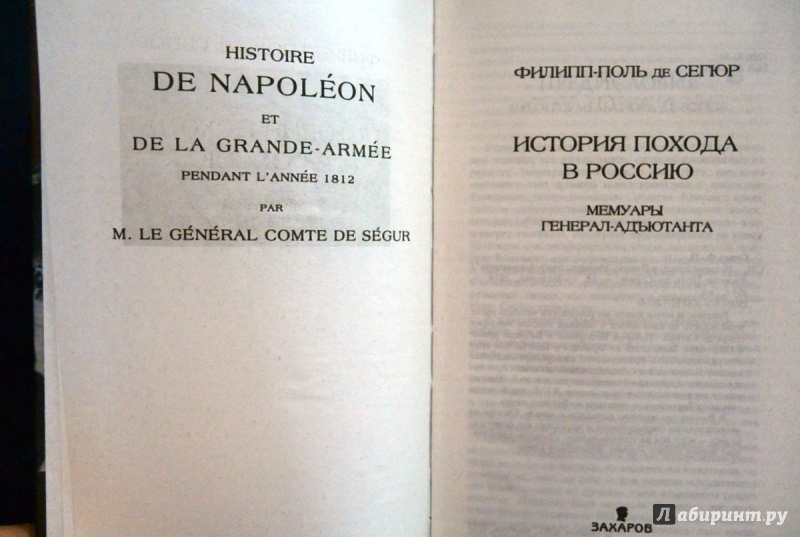 HISTOIRE
DE NAPOLÉON
ET
DE LA GRANDE-ARMÉE
PENDANT L'ANNÉE 1812
PAR
M. LE GÉNÉRAL COMTE DE SÉGUR
ФИЛИПП-ПОЛЬ ДЕ СЕГЮР
ИСТОРИЯ ПОХОДА
В РОССИЮ
МЕМУАРЫ
ГЕНЕРАЛ-АДЪЮТАНТА
ЗАХАРОВ
Лабиринт.ру